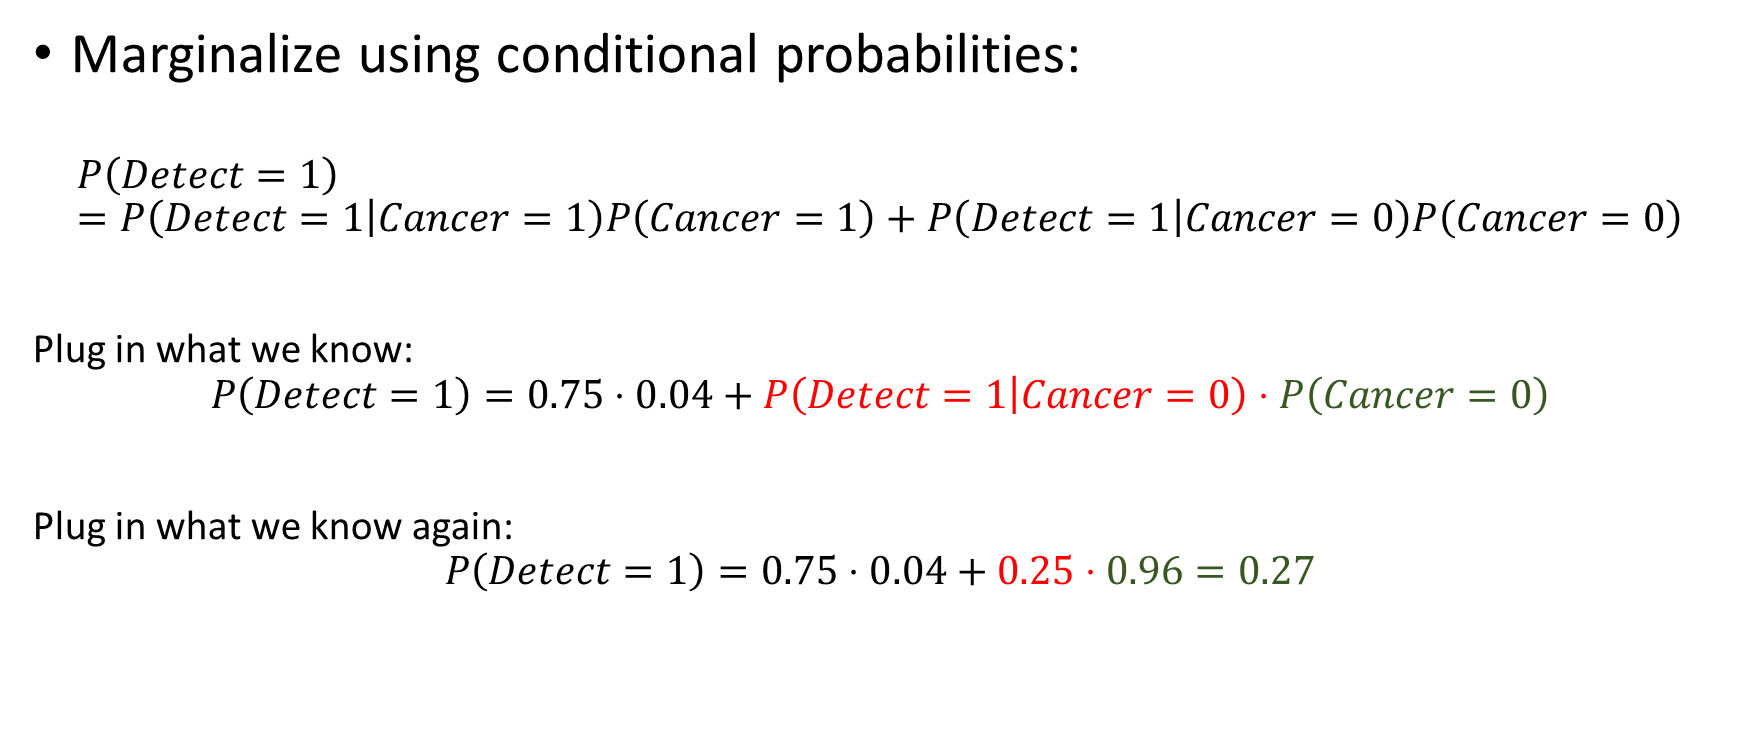 • Marginalize using conditional probabilities:
P(Detect = 1)
= P(Detect = 1|Cancer = 1)P(Cancer = 1) + P(Detect = 1|Cancer = 0)P(Cancer = 0)
Plug in what we know:
P(Detect = 1) = 0.75 · 0.04 + P(Detect = 1|Cancer = 0) · P(Cancer = 0)
Plug in what we know again:
P(Detect = 1) = 0.75 · 0.04 + 0.25 · 0.96 = 0.27